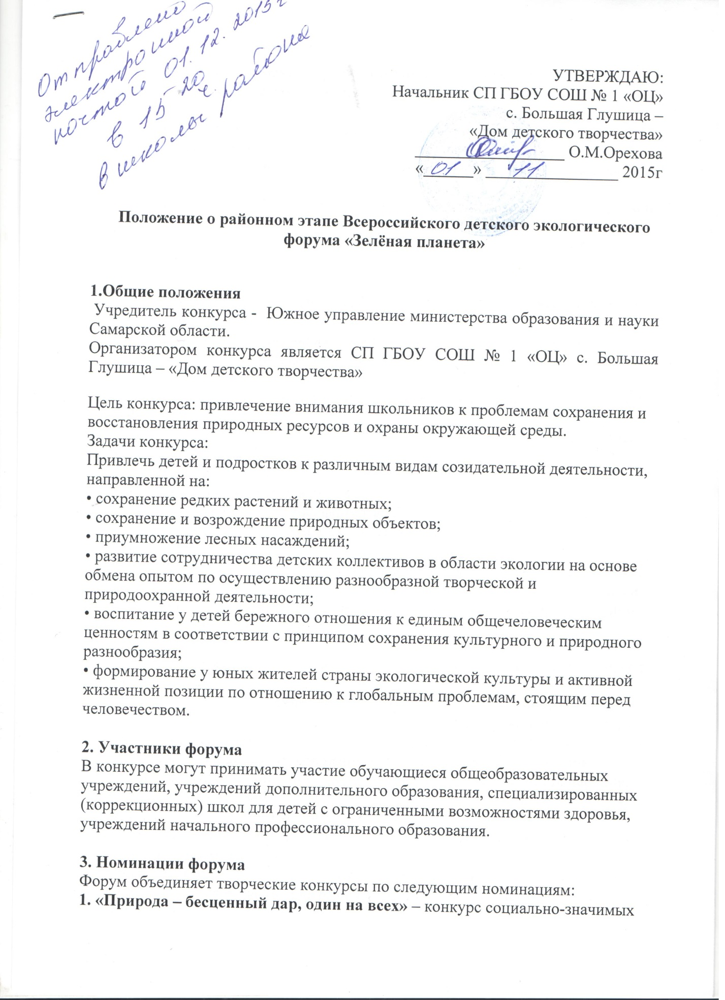 Отправлено
электронной
почтой 01.12.2015г
в 15-20 ч.
в школы района
УТВЕРЖДАЮ:
Начальник СП ГБОУ СОШ № 1 «ОЦ»
с. Большая Глушица –
«Дом детского творчества»
__________________ О.М.Орехова
«__01__» ____11____ 2015г
Положение о районном этапе Всероссийского детского экологического
форума «Зелёная планета»
1.Общие положения
Учредитель конкурса - Южное управление министерства образования и науки
Самарской области.
Организатором конкурса является СП ГБОУ СОШ № 1 «ОЦ» с. Большая
Глушица – «Дом детского творчества»
Цель конкурса: привлечение внимания школьников к проблемам сохранения и
восстановления природных ресурсов и охраны окружающей среды.
Задачи конкурса:
Привлечь детей и подростков к различным видам созидательной деятельности,
направленной на:
• сохранение редких растений и животных;
• сохранение и возрождение природных объектов;
• приумножение лесных насаждений;
• развитие сотрудничества детских коллективов в области экологии на основе
обмена опытом по осуществлению разнообразной творческой и
природоохранной деятельности;
• воспитание у детей бережного отношения к единым общечеловеческим
ценностям в соответствии с принципом сохранения культурного и природного
разнообразия;
• формирование у юных жителей страны экологической культуры и активной
жизненной позиции по отношению к глобальным проблемам, стоящим перед
человечеством.
2. Участники форума
В конкурсе могут принимать участие обучающиеся общеобразовательных
учреждений, учреждений дополнительного образования, специализированных
(коррекционных) школ для детей с ограниченными возможностями здоровья,
учреждений начального профессионального образования.
3. Номинации форума
Форум объединяет творческие конкурсы по следующим номинациям:
1. «Природа – бесценный дар, один на всех» – конкурс социально-значимых